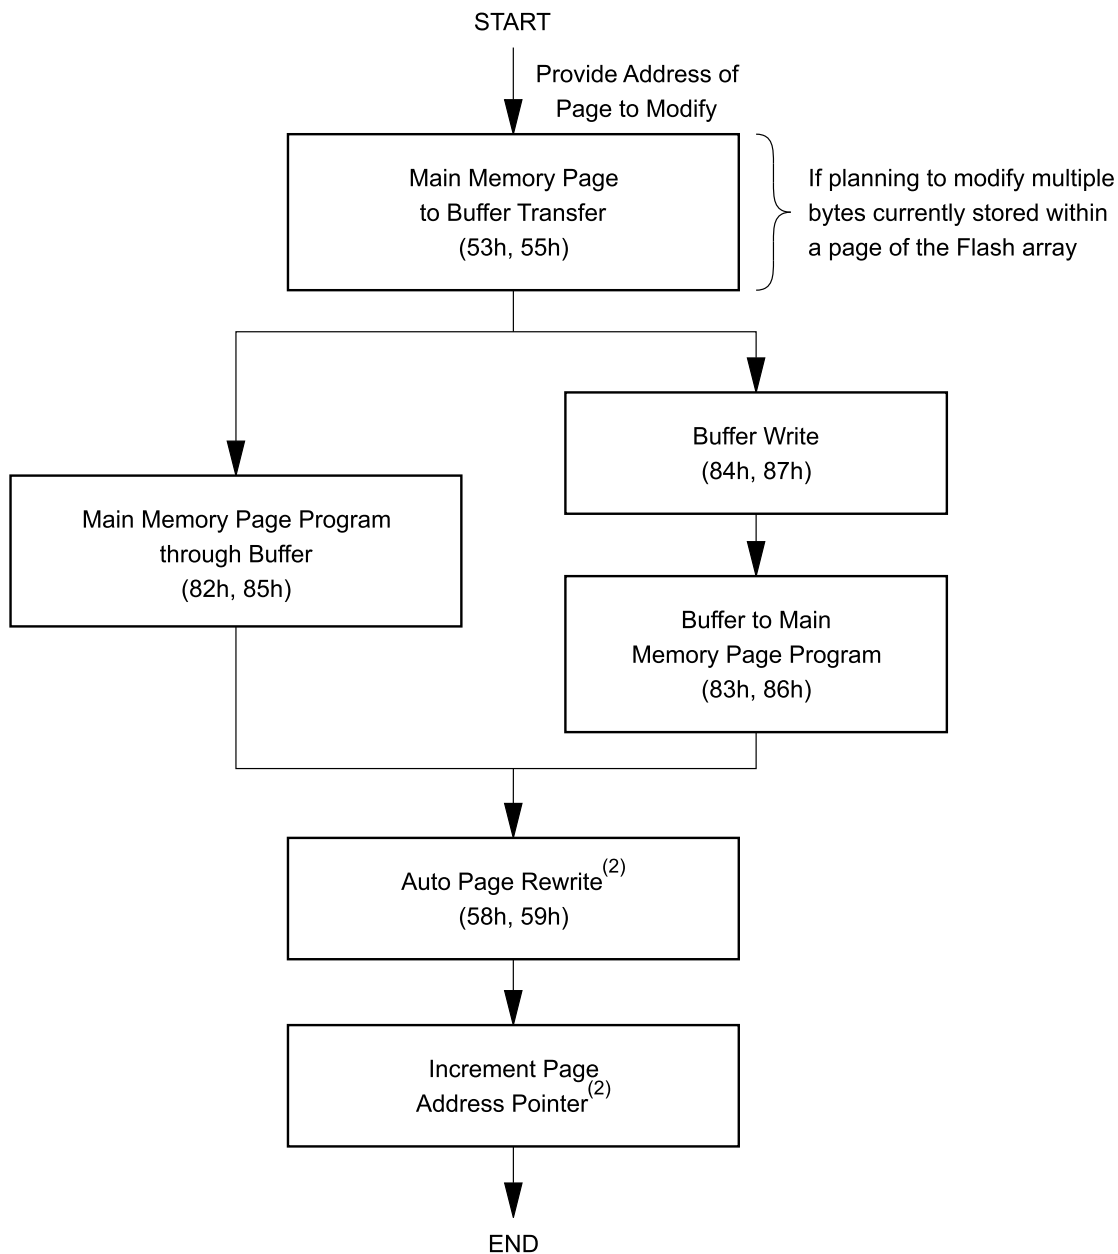 START
Provide Address of
Page to Modify
Main Memory Page
to Buffer Transfer
(53h, 55h)
If planning to modify multiple
bytes currently stored within
a page of the Flash array
Buffer Write
(84h, 87h)
Main Memory Page Program
through Buffer
(82h, 85h)
Buffer to Main
Memory Page Program
(83h, 86h)
Auto Page Rewrite(2)
(58h, 59h)
Increment Page
Address Pointer(2)
END